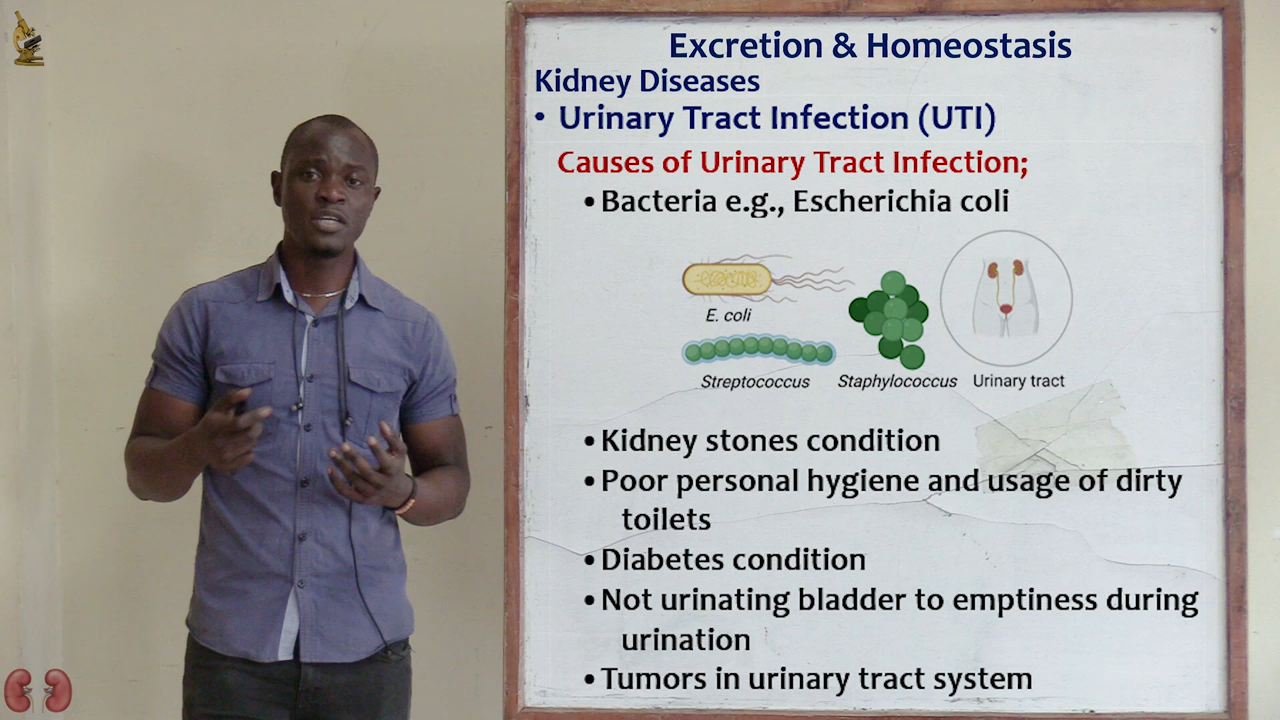 Excretion & Homeostasis
Kidney Diseases
• Urinary Tract Infection (UTI)
Causes of Urinary Tract Infection;
• Bacteria e.g., Escherichia coli
E. coli
Streptococcus
Staphylococcus
Urinary tract
• Kidney stones condition
• Poor personal hygiene and usage of dirty
toilets
• Diabetes condition
• Not urinating bladder to emptiness during
urination
• Tumors in urinary tract system